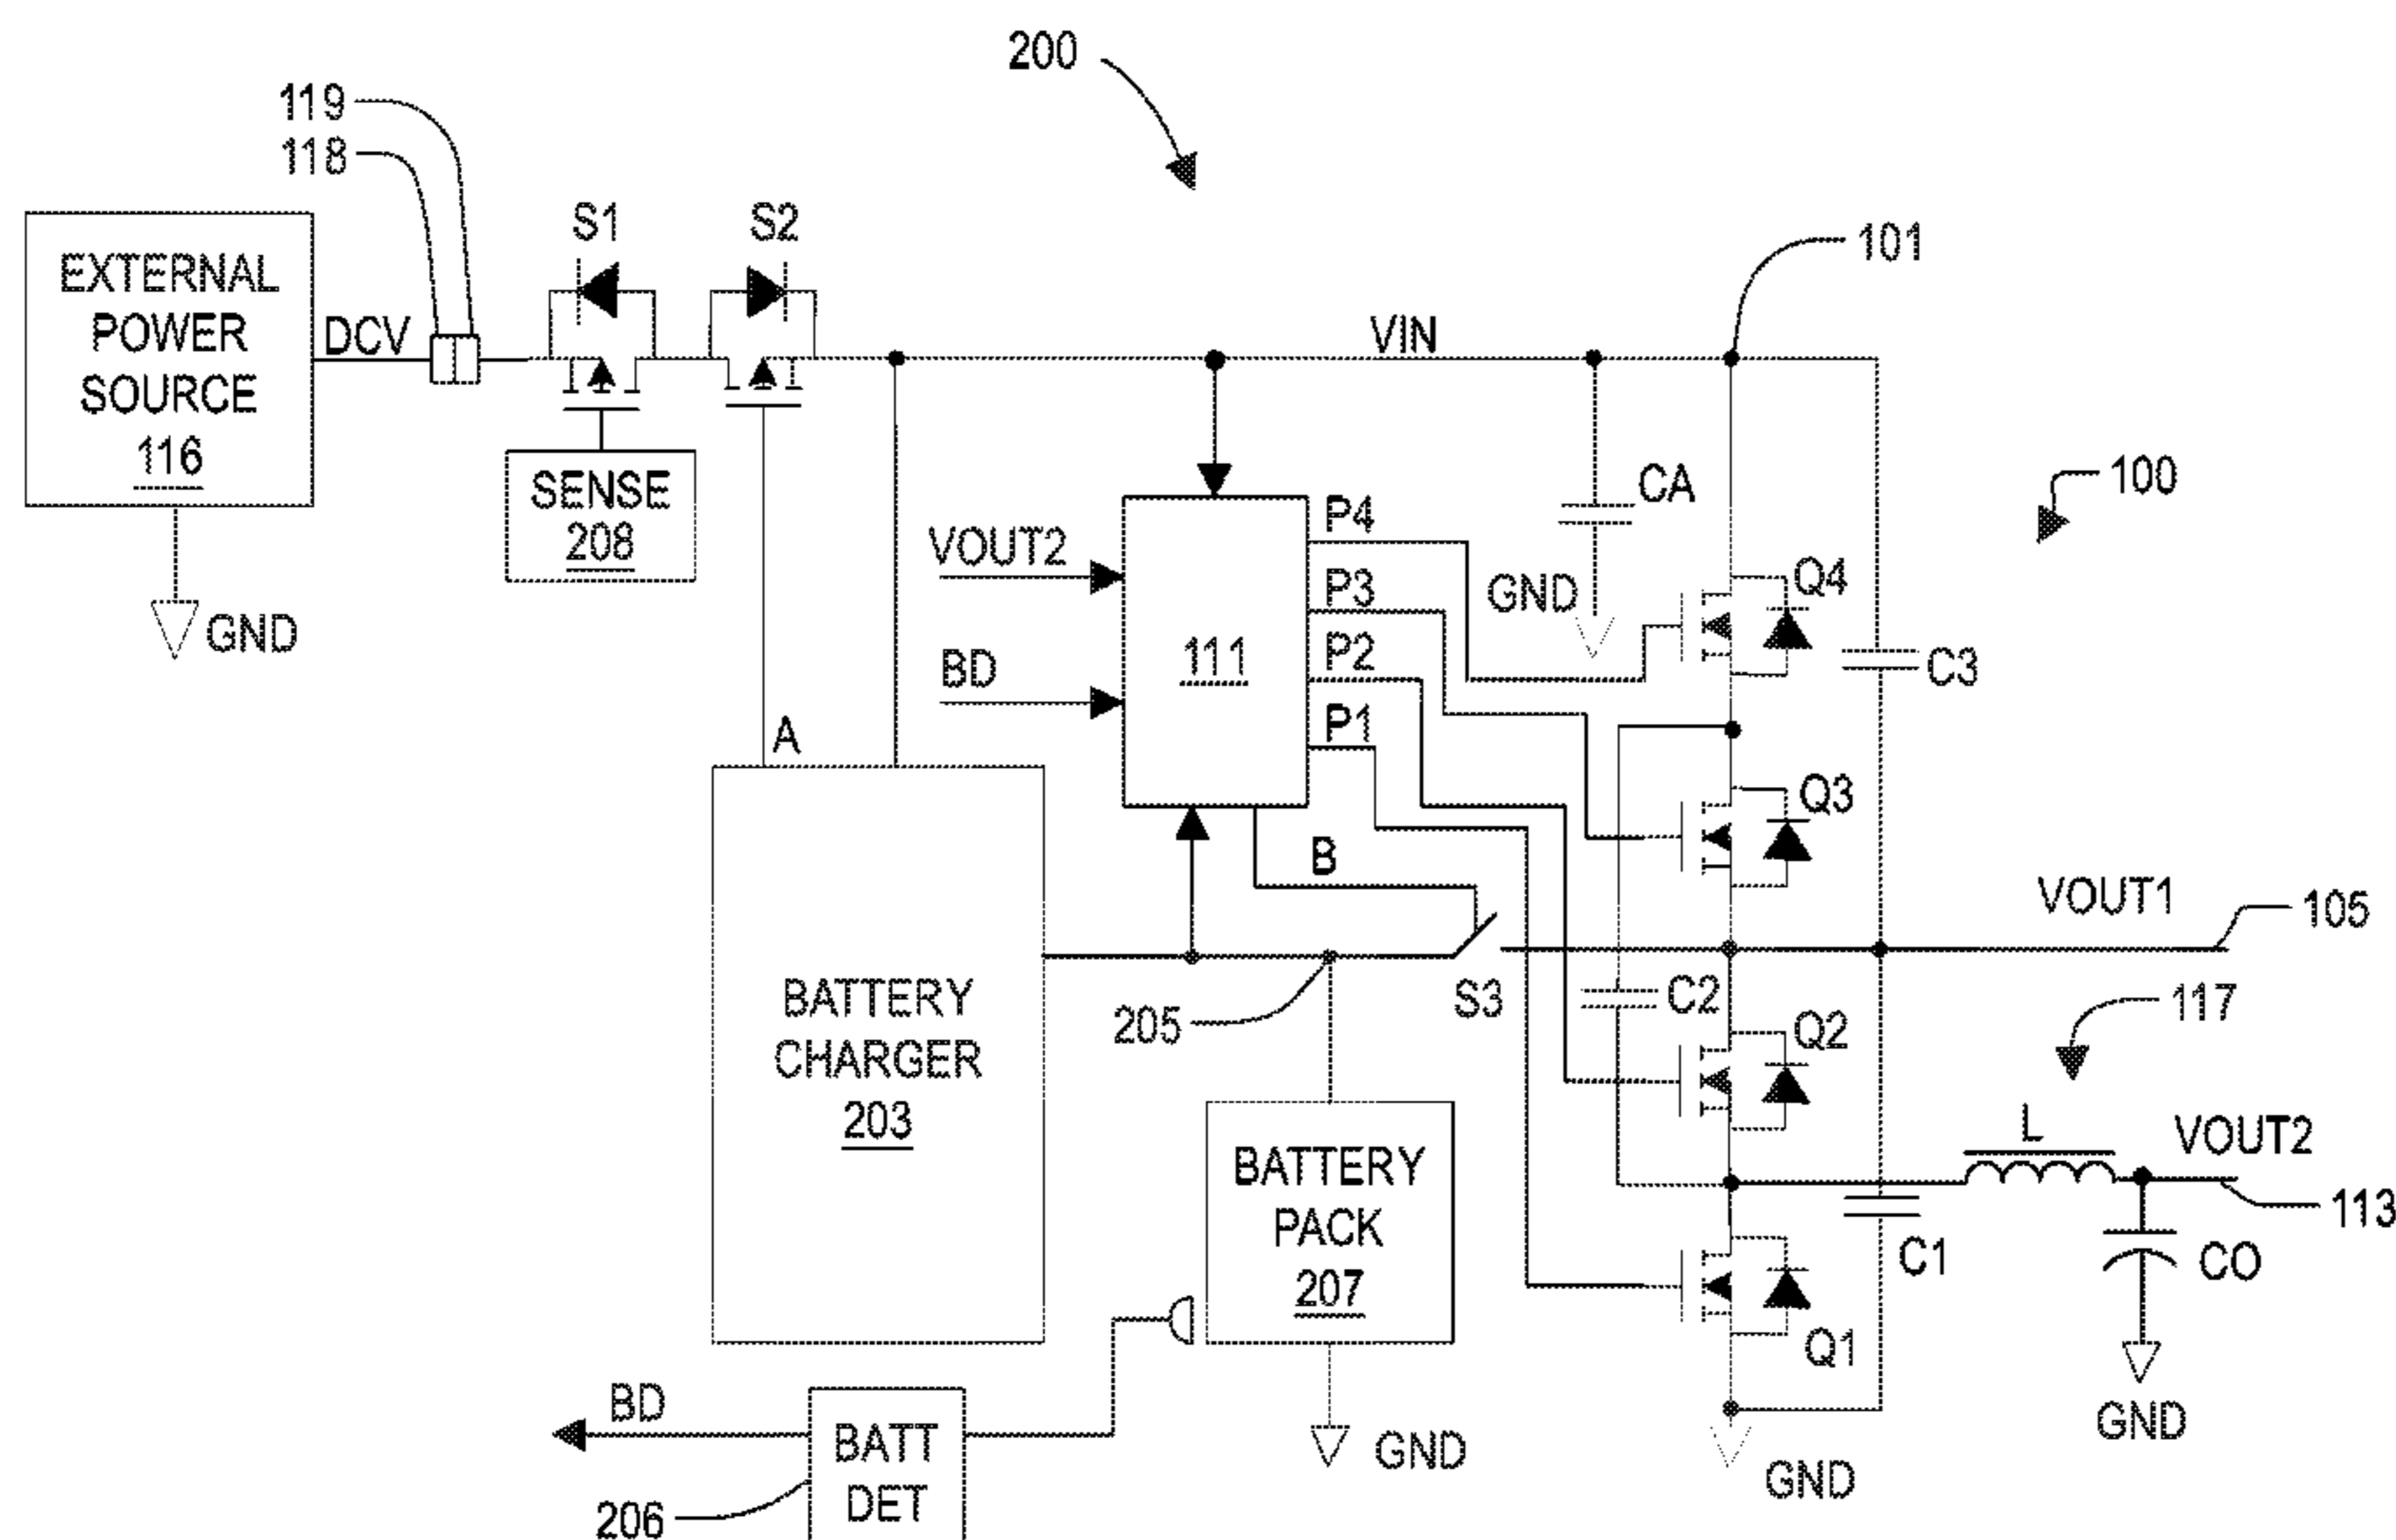 200
119
118
S1
S2
101
EXTERNAL
POWER
SOURCE
116
DCV
VIN
SENSE
208
GND
100
CA
P4
VOUT2
GND
Q4
P3
111
P2
BD
C3
P1
A
Q3
B
VOUT1
105
BATTERY
CHARGER
203
205
S3
C2
117
Q2
L
VOUT2
BATTERY
PACK
207
113
C1
CO
Q1
BD
BATT
DET
206
GND
GND
GND